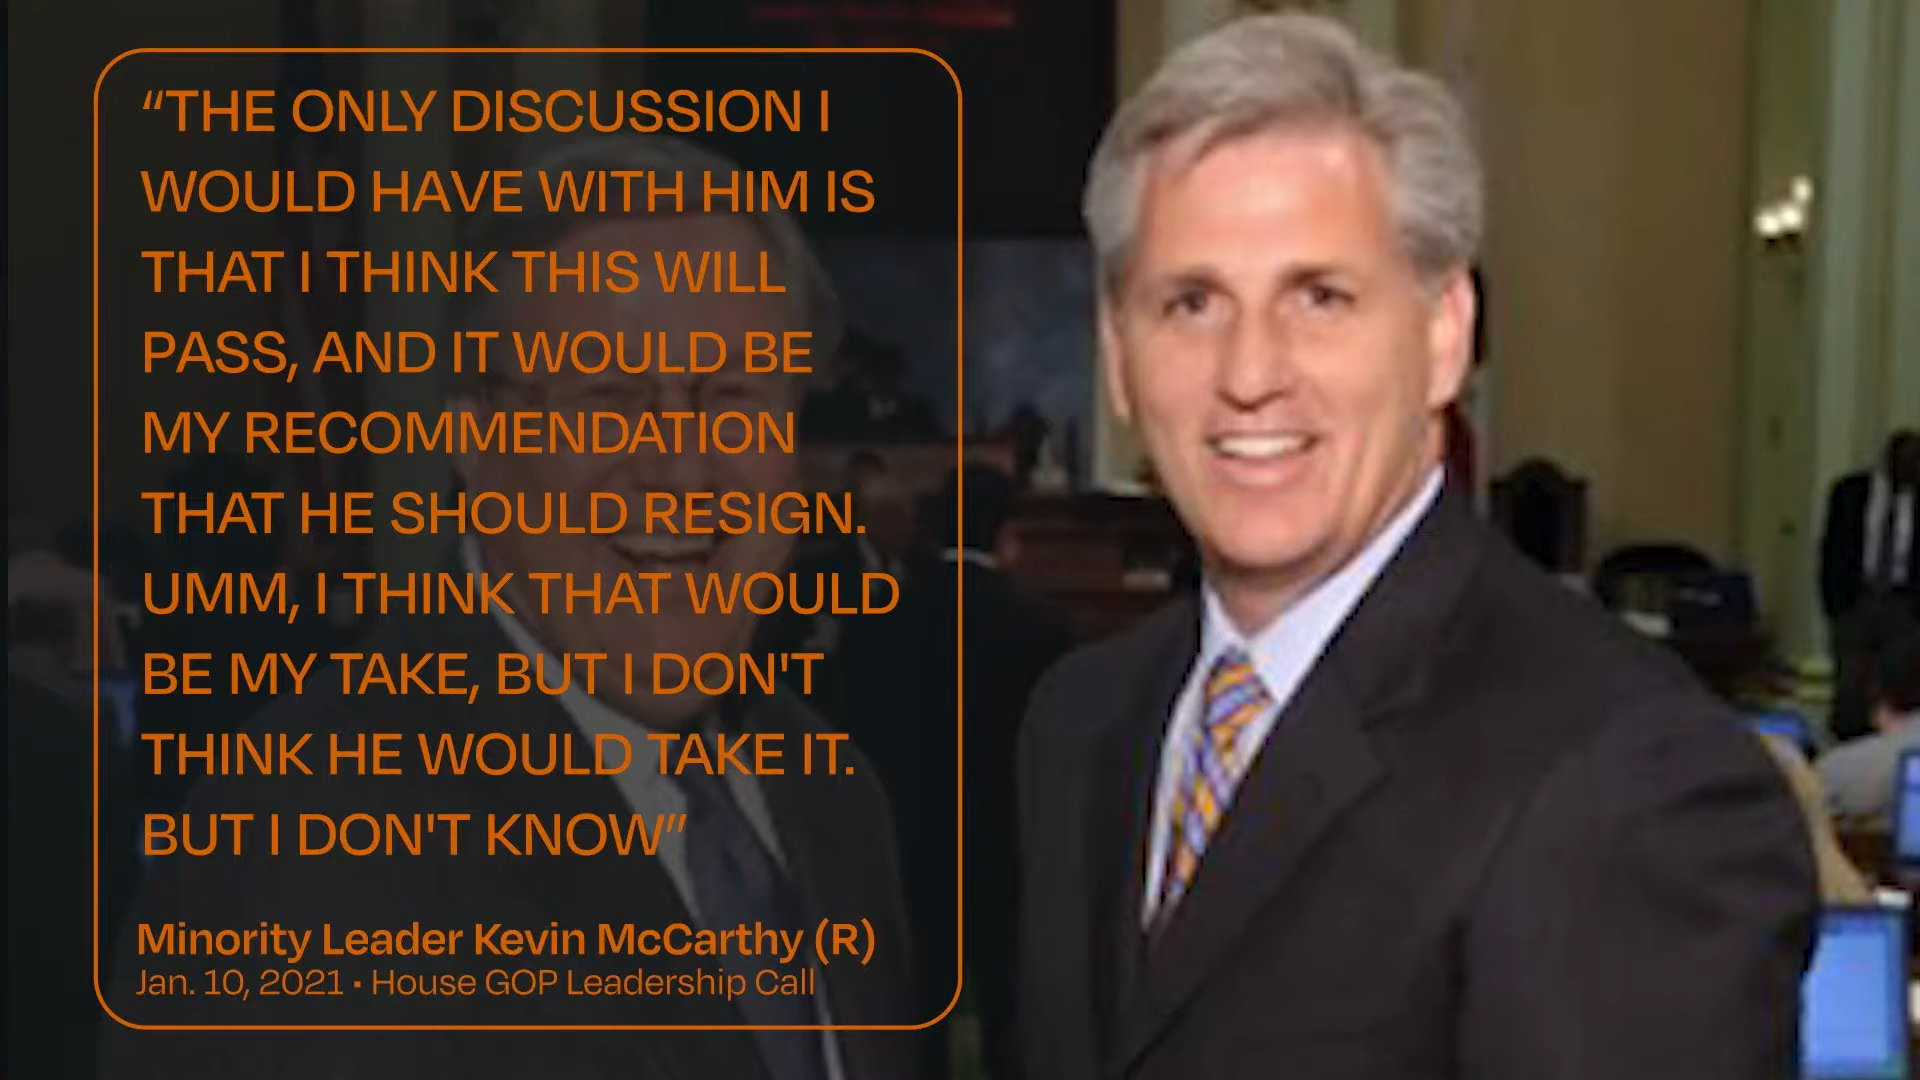 “THE ONLY DISCUSSION I
WOULD HAVE WITH HIM IS
THAT I THINK THIS WILL
PASS, AND IT WOULD BE
MY RECOMMENDATION
THAT HE SHOULD RESIGN.
UMM, I THINK THAT WOULD
BE MY TAKE, BUT I DON'T
THINK HE WOULD TAKE IT.
BUT I DON'T KNOW”
Minority Leader Kevin McCarthy (R)
Jan. 10, 2021 • House GOP Leadership Call